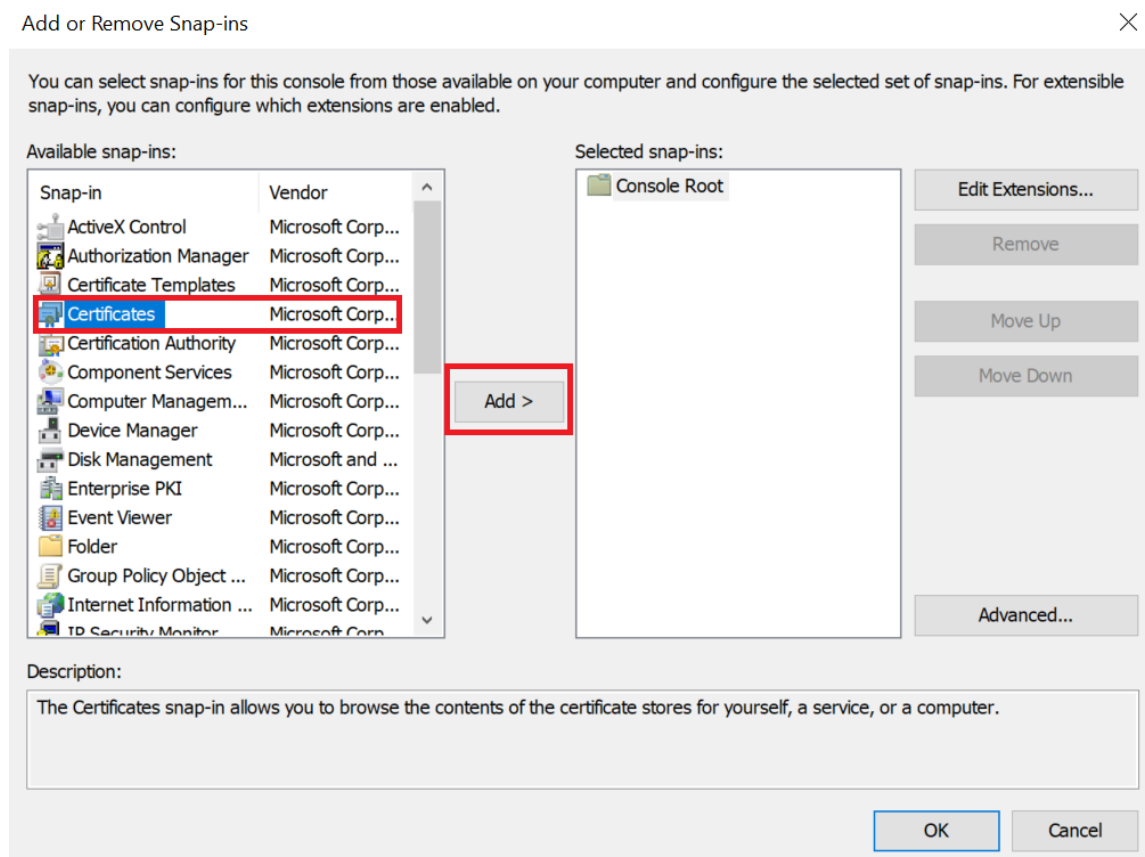 Add or Remove Snap-ins
You can select snap-ins for this console from those available on your computer and configure the selected set of snap-ins. For extensible
snap-ins, you can configure which extensions are enabled.
Available snap-ins:
Selected snap-ins:
Snap-in Vendor
ActiveX Control Microsoft Corp...
Authorization Manager Microsoft Corp...
Certificate Templates Microsoft Corp...
Certificates Microsoft Corp...
Certification Authority Microsoft Corp...
Component Services Microsoft Corp...
Computer Managem... Microsoft Corp...
Device Manager Microsoft Corp...
Disk Management Microsoft and ...
Enterprise PKI Microsoft Corp...
Event Viewer Microsoft Corp...
Folder Microsoft Corp...
Group Policy Object ... Microsoft Corp...
Internet Information ... Microsoft Corp...
IP Security Monitor Microsoft Corp
Add >
Console Root
Edit Extensions...
Remove
Move Up
Move Down
Advanced...
Description:
The Certificates snap-in allows you to browse the contents of the certificate stores for yourself, a service, or a computer.
OK
Cancel